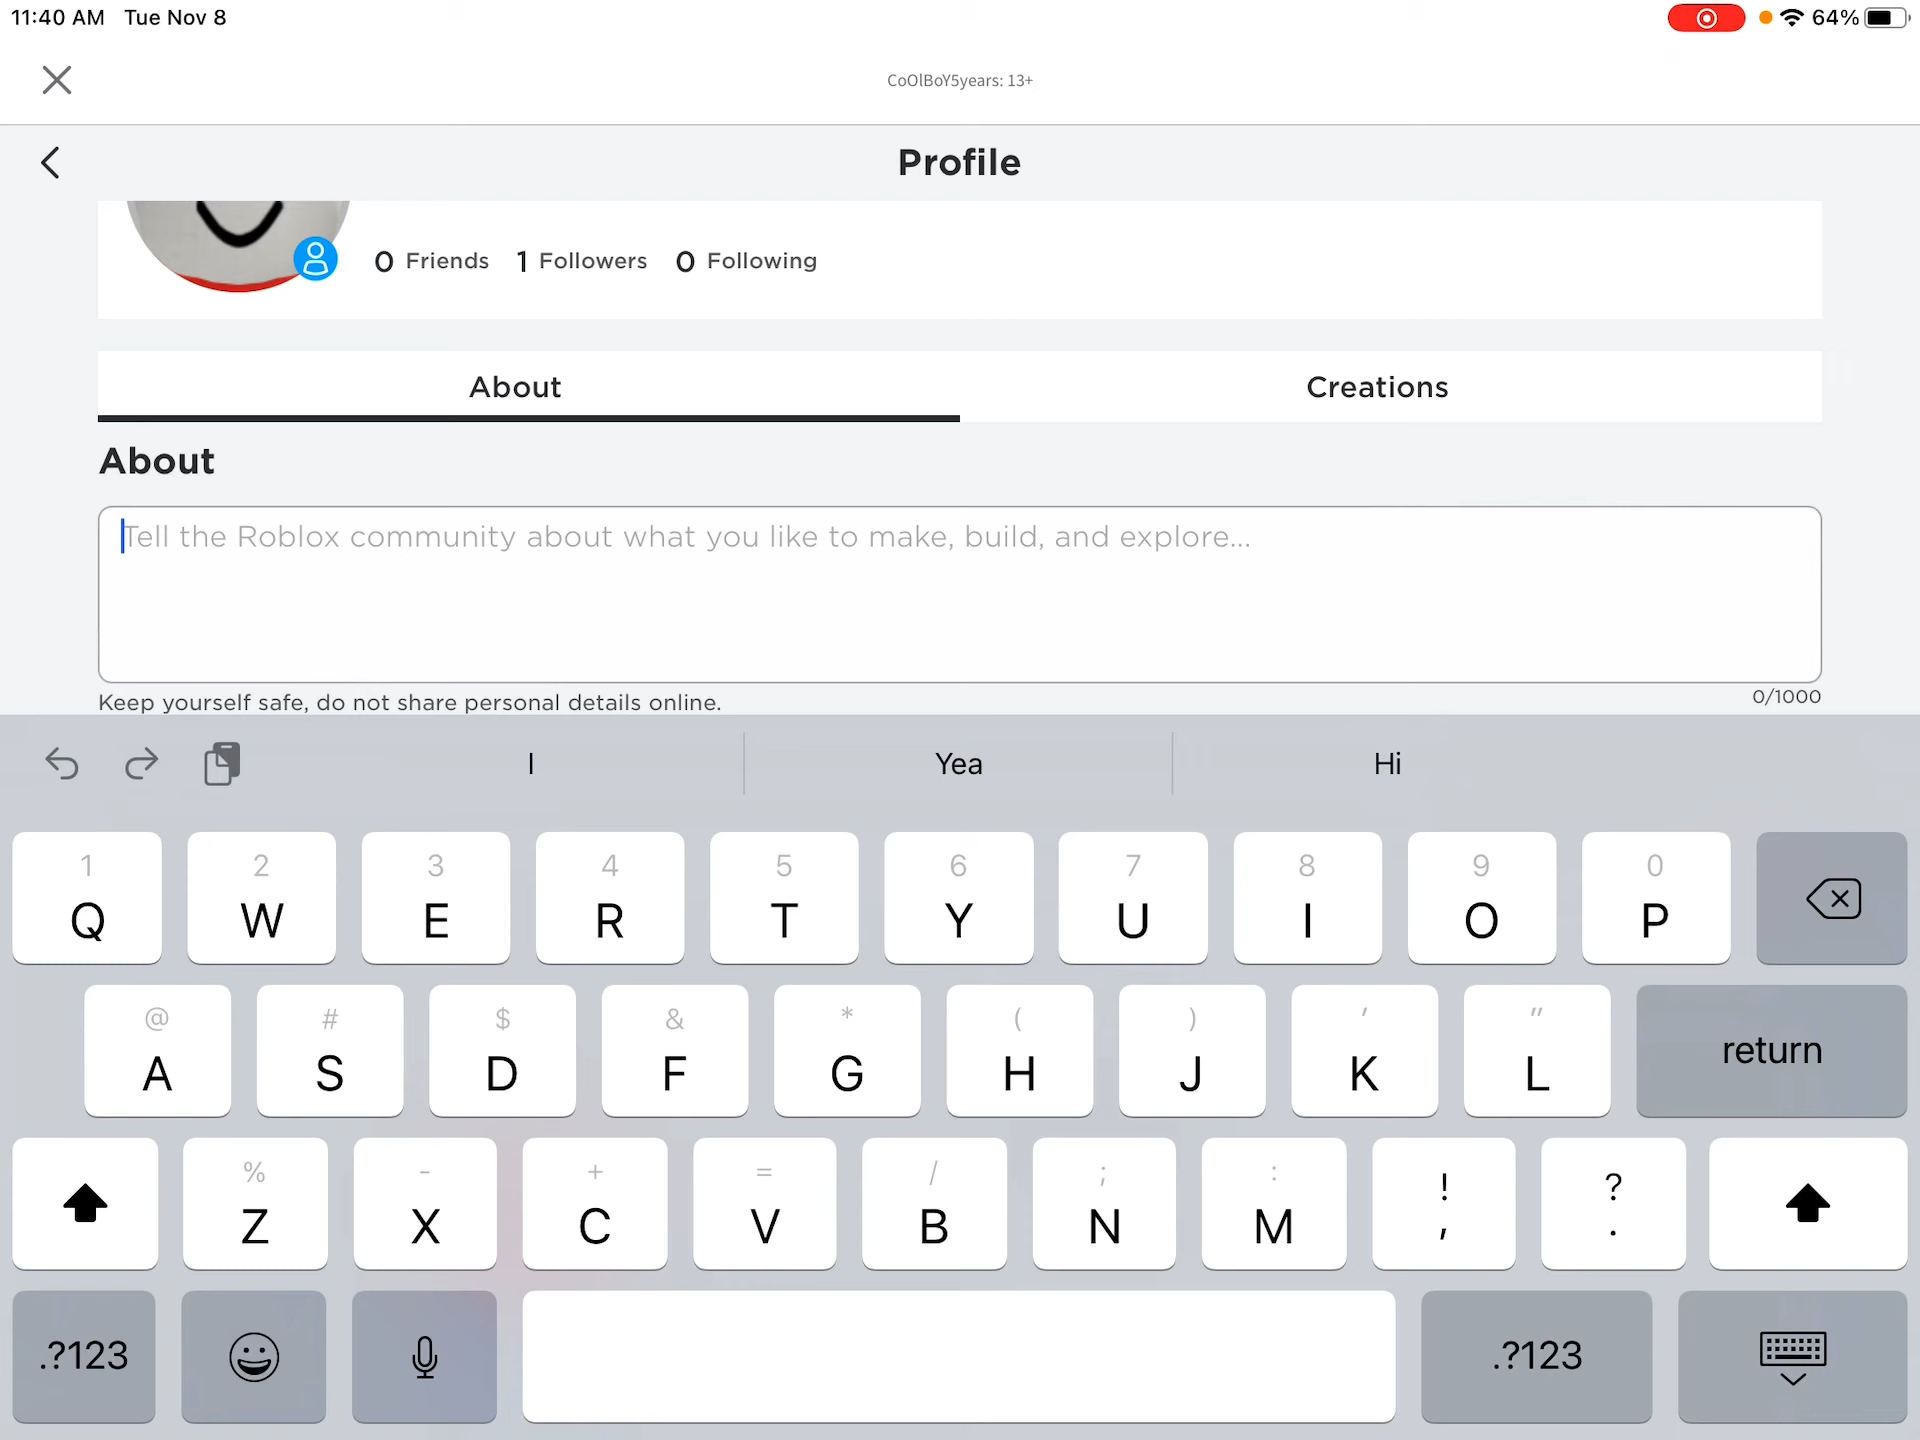 11:40 AM Tue Nov 8 64%
CoOlBoY5years: 13+
Profile
0 Friends 1 Followers 0 Following
About Creations
About
Tell the Roblox community about what you like to make, build, and explore...
Keep yourself safe, do not share personal details online. 0/1000
I Yea Hi
1 2 3 4 5 6 7 8 9 0
Q W E R T Y U I O P
@ # $ & * ( ) ' "
A S D F G H J K L return
% - + = / ; : ! ?
Z X C V B N M , .
.?123 .?123